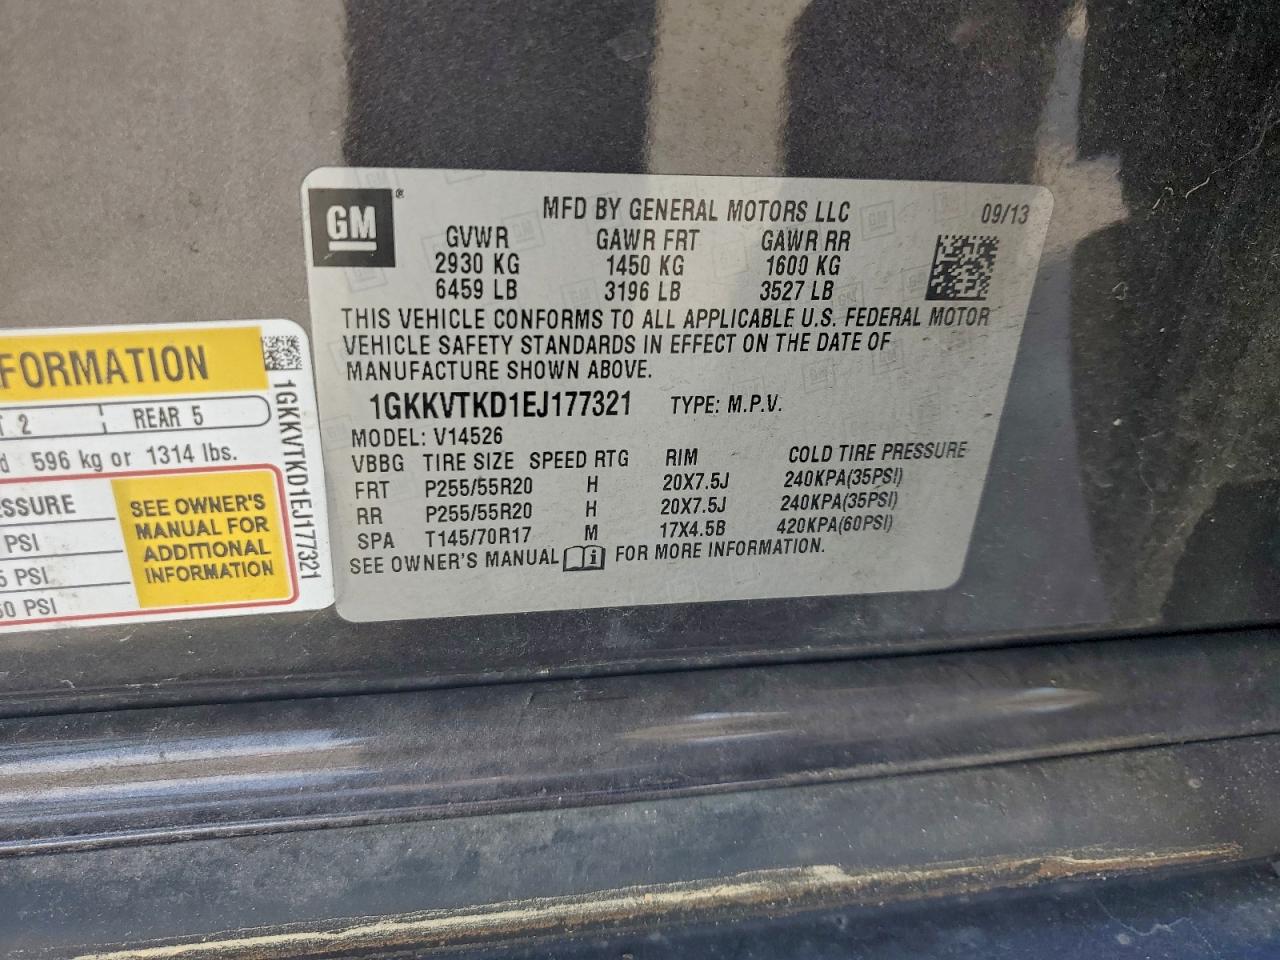 GM ®
MFD BY GENERAL MOTORS LLC 09/13
GVWR GAWR FRT GAWR RR
2930 KG 1450 KG 1600 KG
6459 LB 3196 LB 3527 LB
THIS VEHICLE CONFORMS TO ALL APPLICABLE U.S. FEDERAL MOTOR
VEHICLE SAFETY STANDARDS IN EFFECT ON THE DATE OF
MANUFACTURE SHOWN ABOVE.
1GKKVTKD1EJ177321 TYPE: M.P.V.
MODEL: V14526
VBBG TIRE SIZE SPEED RTG RIM COLD TIRE PRESSURE
FRT P255/55R20 H 20X7.5J 240KPA(35PSI)
RR P255/55R20 H 20X7.5J 240KPA(35PSI)
SPA T145/70R17 M 17X4.5B 420KPA(60PSI)
SEE OWNER'S MANUAL i FOR MORE INFORMATION.
FORMATION
2 REAR 5
d 596 kg or 1314 lbs.
SSURE
PSI
5 PSI
60 PSI
SEE OWNER'S
MANUAL FOR
ADDITIONAL
INFORMATION
1GKKVTKD1EJ177321